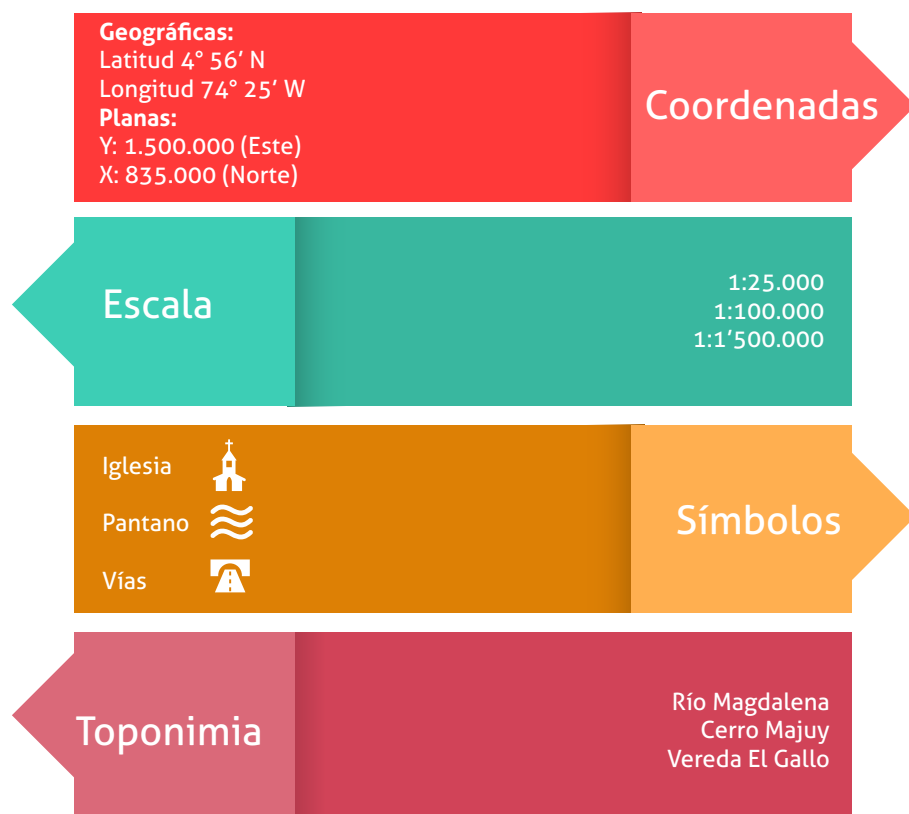 Geográficas:
Latitud 4° 56' N
Longitud 74° 25' W
Planas:
Y: 1.500.000 (Este)
X: 835.000 (Norte)
Coordenadas
Escala
1:25.000
1:100.000
1:1'500.000
Iglesia
Pantano
Vías
Símbolos
Toponimia
Río Magdalena
Cerro Majuy
Vereda El Gallo